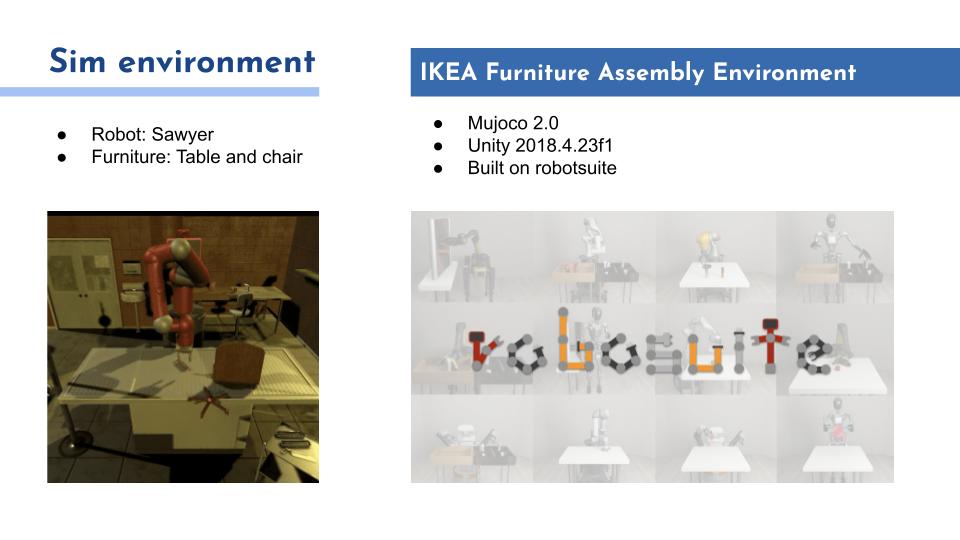 Sim environment
● Robot: Sawyer
● Furniture: Table and chair
IKEA Furniture Assembly Environment
● Mujoco 2.0
● Unity 2018.4.23f1
● Built on robotsuite
robosuite